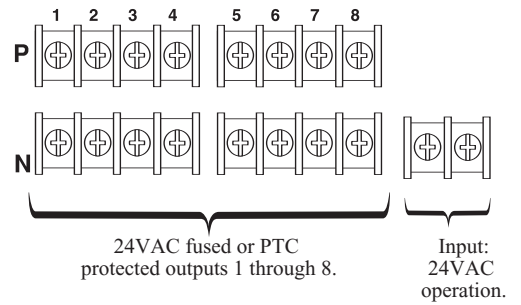 1 2 3 4 5 6 7 8
P
N
24VAC fused or PTC
protected outputs 1 through 8.
Input:
24VAC
operation.